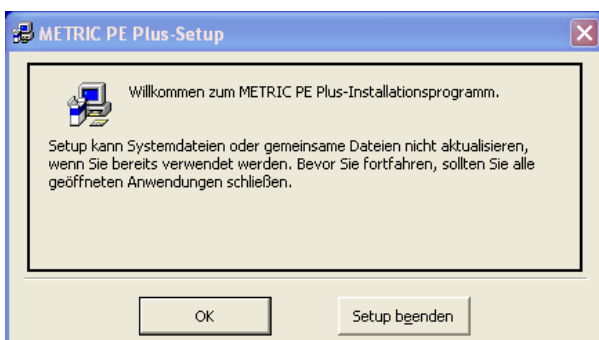 METRIC PE Plus-Setup
Willkommen zum METRIC PE Plus-Installationsprogramm.
Setup kann Systemdateien oder gemeinsame Dateien nicht aktualisieren,
wenn Sie bereits verwendet werden. Bevor Sie fortfahren, sollten Sie alle
geöffneten Anwendungen schließen.
OK
Setup beenden